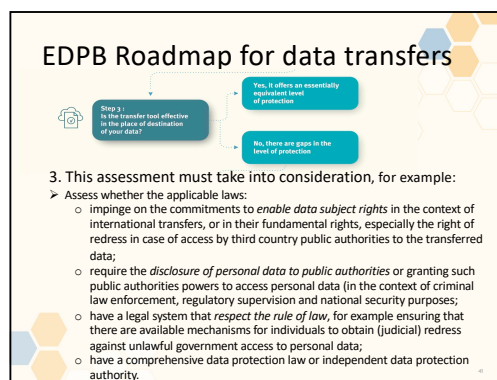 EDPB Roadmap for data transfers
Step 3 :
Is the transfer tool effective
in the place of destination
of your data?
Yes, it offers an essentially
equivalent level
of protection
No, there are gaps in the
level of protection
3. This assessment must take into consideration, for example:
➢ Assess whether the applicable laws:
o impinge on the commitments to enable data subject rights in the context of
international transfers, or in their fundamental rights, especially the right of
redress in case of access by third country public authorities to the transferred
data;
o require the disclosure of personal data to public authorities or granting such
public authorities powers to access personal data (in the context of criminal
law enforcement, regulatory supervision and national security purposes;
o have a legal system that respect the rule of law, for example ensuring that
there are available mechanisms for individuals to obtain (judicial) redress
against unlawful government access to personal data;
o have a comprehensive data protection law or independent data protection
authority.